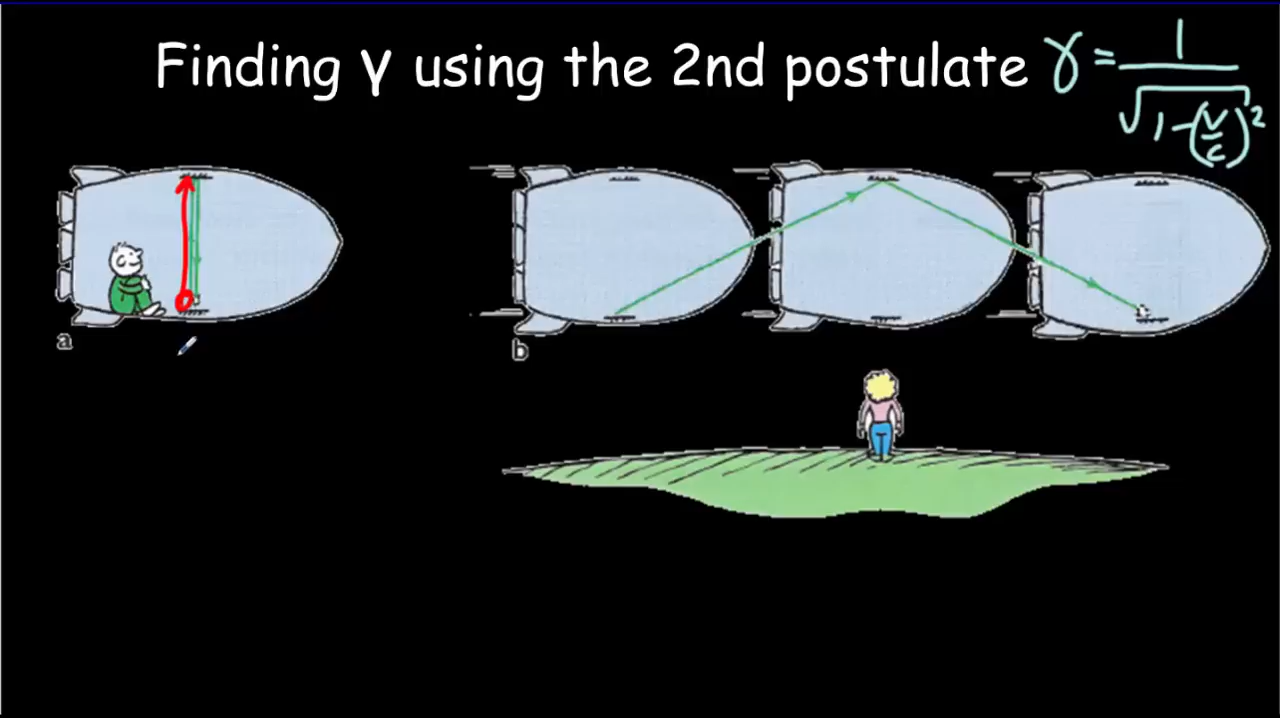 Finding γ using the 2nd postulate γ = 1/√(1-(v/c)²)
a
b